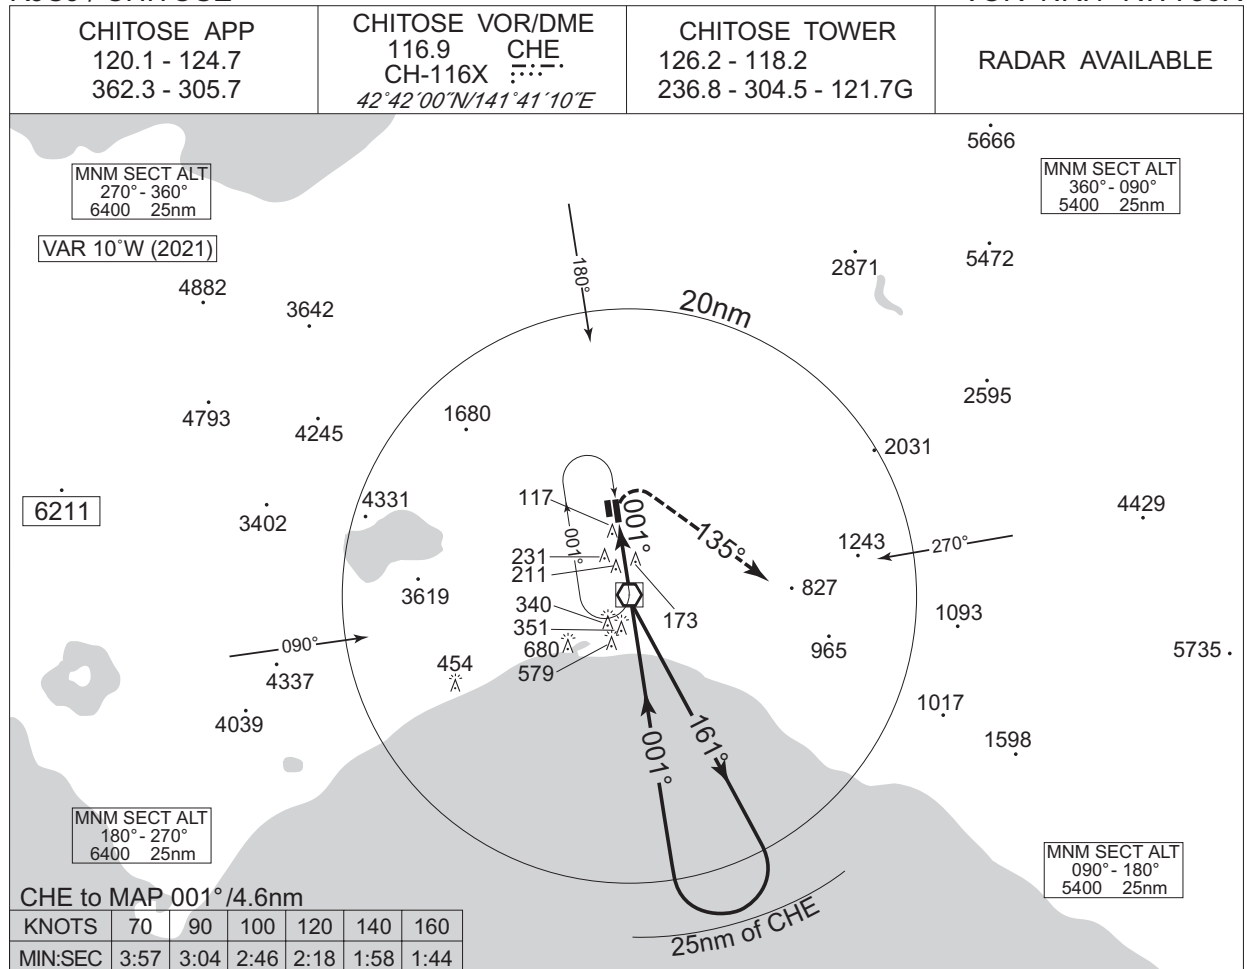 CHITOSE APP
120.1 - 124.7
362.3 - 305.7
CHITOSE VOR/DME
116.9 CHE
CH-116X
42°42´00˝N/141°41´10˝E
CHITOSE TOWER
126.2 - 118.2
236.8 - 304.5 - 121.7G
RADAR AVAILABLE
5666
MNM SECT ALT
270°- 360°
6400 25nm
MNM SECT ALT
360°- 090°
5400 25nm
VAR 10°W (2021)
180°
2871
5472
4882
3642
20nm
2595
4793
4245
1680
2031
6211
3402
4331
117
001°
135°
4429
1243
270°
001°
231
211
3619
827
340
173
351
1093
680
965
579
090°
454
5735
4337
4039
1017
161°
001°
1598
MNM SECT ALT
180°- 270°
6400 25nm
MNM SECT ALT
090°- 180°
5400 25nm
25nm of CHE
CHE to MAP 001°/4.6nm
KNOTS 70 90 100 120 140 160
MIN:SEC 3:57 3:04 2:46 2:18 1:58 1:44